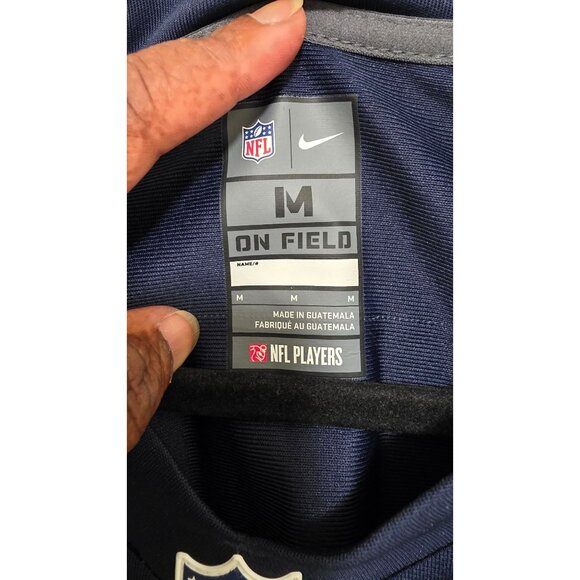 NFL
M
ON FIELD
NAME/#
M M M
MADE IN GUATEMALA
FABRIQUÉ AU GUATEMALA
NFL PLAYERS